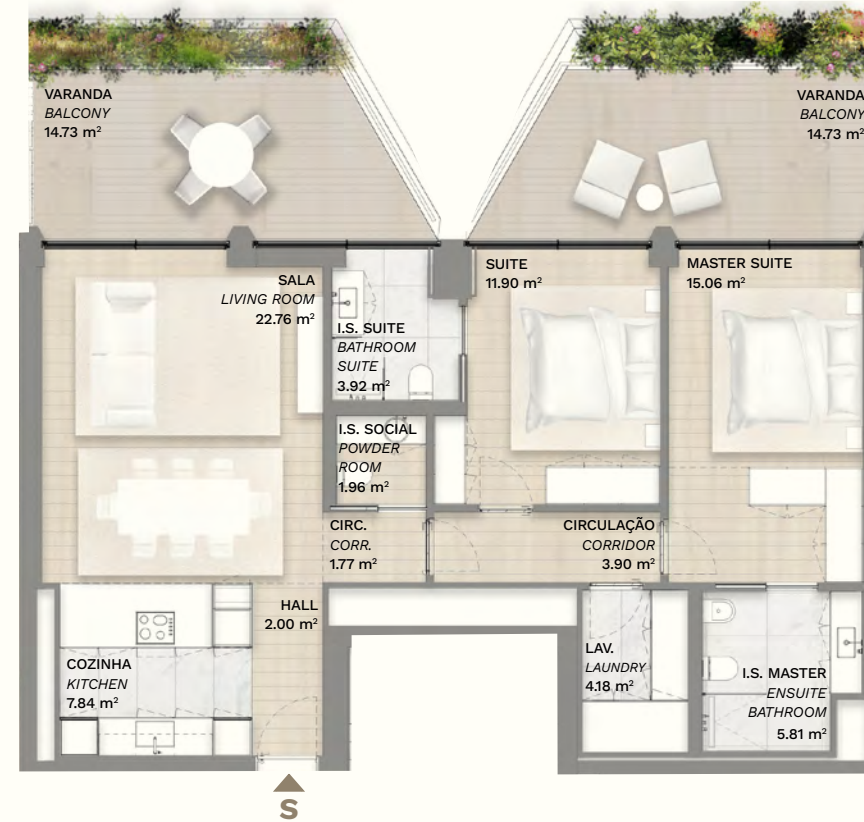 VARANDA
BALCONY
14.73 m²
VARANDA
BALCONY
14.73 m²
SALA
LIVING ROOM
22.76 m²
I.S. SUITE
BATHROOM
SUITE
3.92 m²
SUITE
11.90 m²
MASTER SUITE
15.06 m²
I.S. SOCIAL
POWDER
ROOM
1.96 m²
CIRC.
CORR.
1.77 m²
CIRCULAÇÃO
CORRIDOR
3.90 m²
HALL
2.00 m²
COZINHA
KITCHEN
7.84 m²
LAV.
LAUNDRY
4.18 m²
I.S. MASTER
ENSUITE
BATHROOM
5.81 m²
S